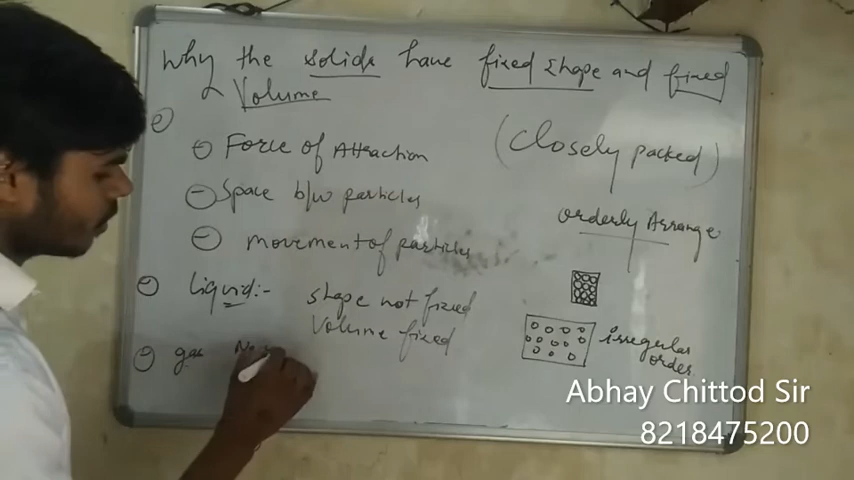 Why the solids have fixed shape and fixed
Volume
Force of Attraction
(closely packed)
Space b/w particles
orderly Arrange
movement of particles
liquid:-
shape not fixed
Volume fixed
irregular
order
gas
Abhay Chittod Sir
8218475200